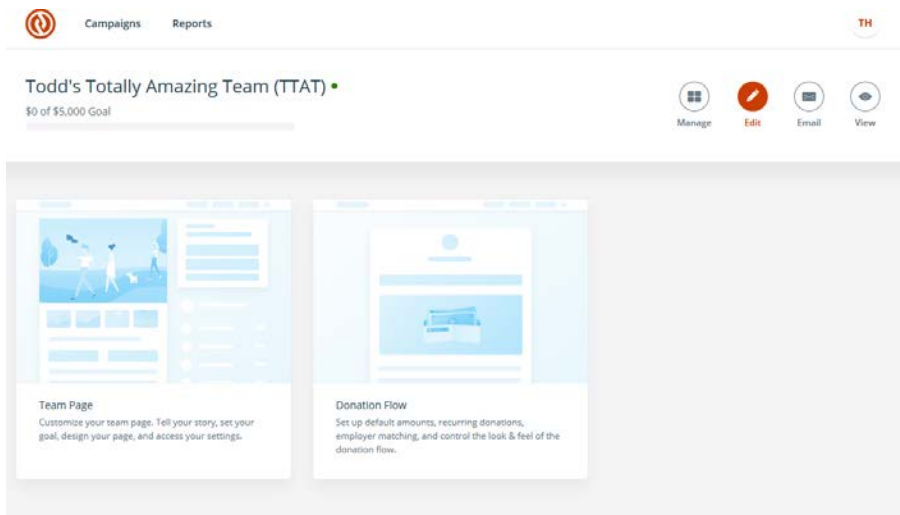 Campaigns Reports TH
Todd's Totally Amazing Team (TTAT)
$0 of $5,000 Goal
Manage Edit Email View
Team Page
Customize your team page. Tell your story, set your
goal, design your page, and access your settings.
Donation Flow
Set up default amounts, recurring donations,
employer matching, and control the look & feel of the
donation flow.